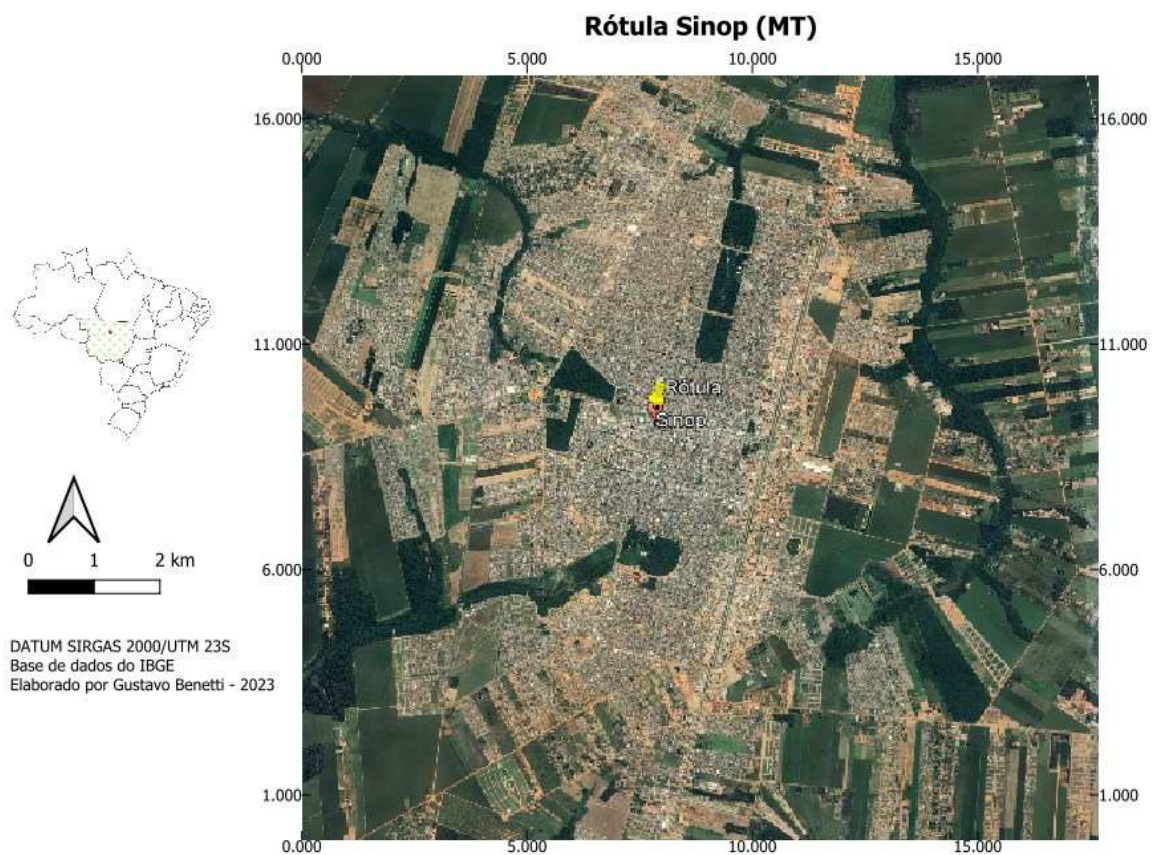 Rótula Sinop (MT)
0.000 5.000 10.000 15.000
16.000 16.000
11.000 11.000
Rótula
Sinop
0 1 2 km
6.000 6.000
DATUM SIRGAS 2000/UTM 23S
Base de dados do IBGE
Elaborado por Gustavo Benetti - 2023
1.000 1.000
0.000 5.000 10.000 15.000